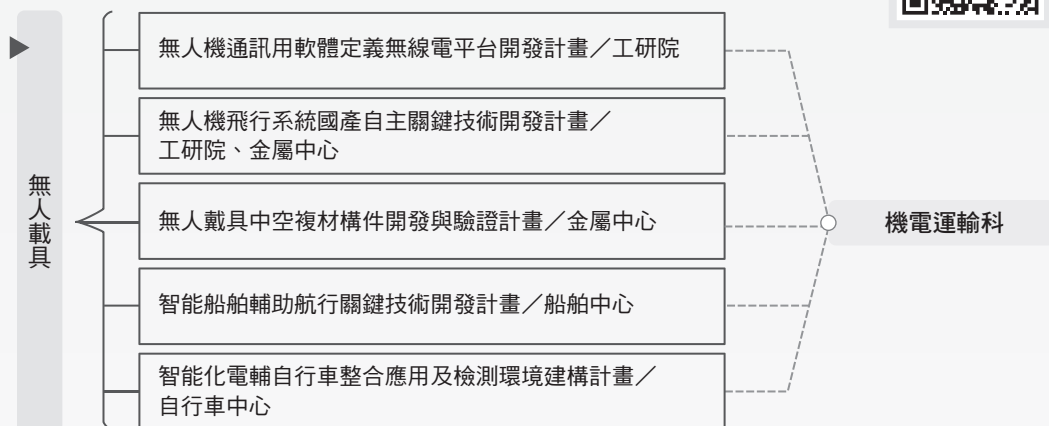 無人載具
無人機通訊用軟體定義無線電平台開發計畫／工研院
無人機飛行系統國產自主關鍵技術開發計畫／
工研院、金屬中心
無人戴具中空複材構件開發與驗證計畫／金屬中心
智能船舶輔助航行關鍵技術開發計畫／船舶中心
智能化電輔自行車整合應用及檢測環境建構計畫／
自行車中心
機電運輸科